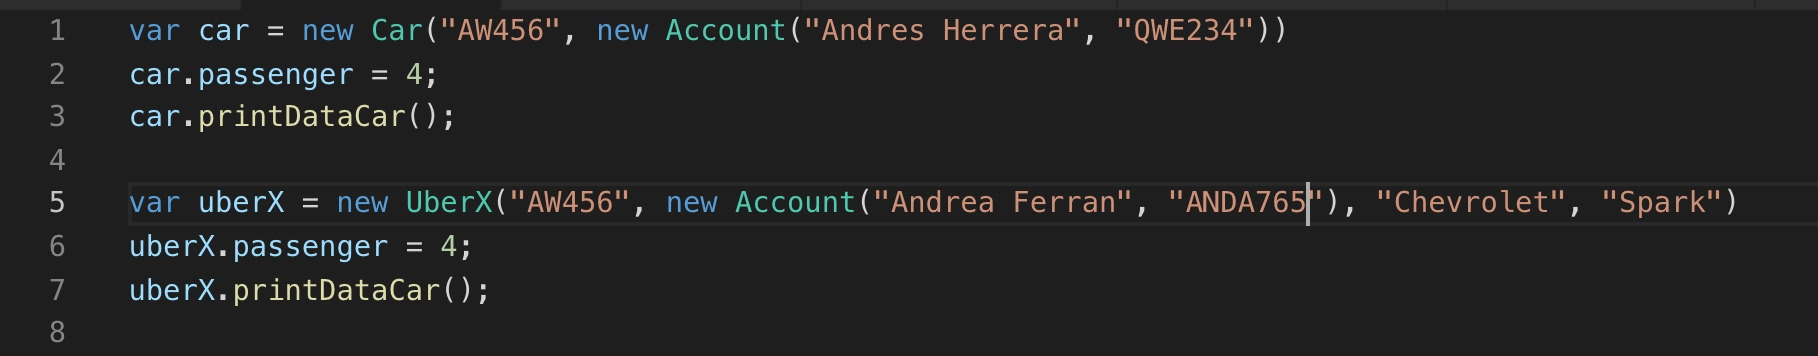 1 var car = new Car("AW456", new Account("Andres Herrera", "QWE234"))
2 car.passenger = 4;
3 car.printDataCar();
4
5 var uberX = new UberX("AW456", new Account("Andrea Ferran", "ANDA765"), "Chevrolet", "Spark")
6 uberX.passenger = 4;
7 uberX.printDataCar();
8